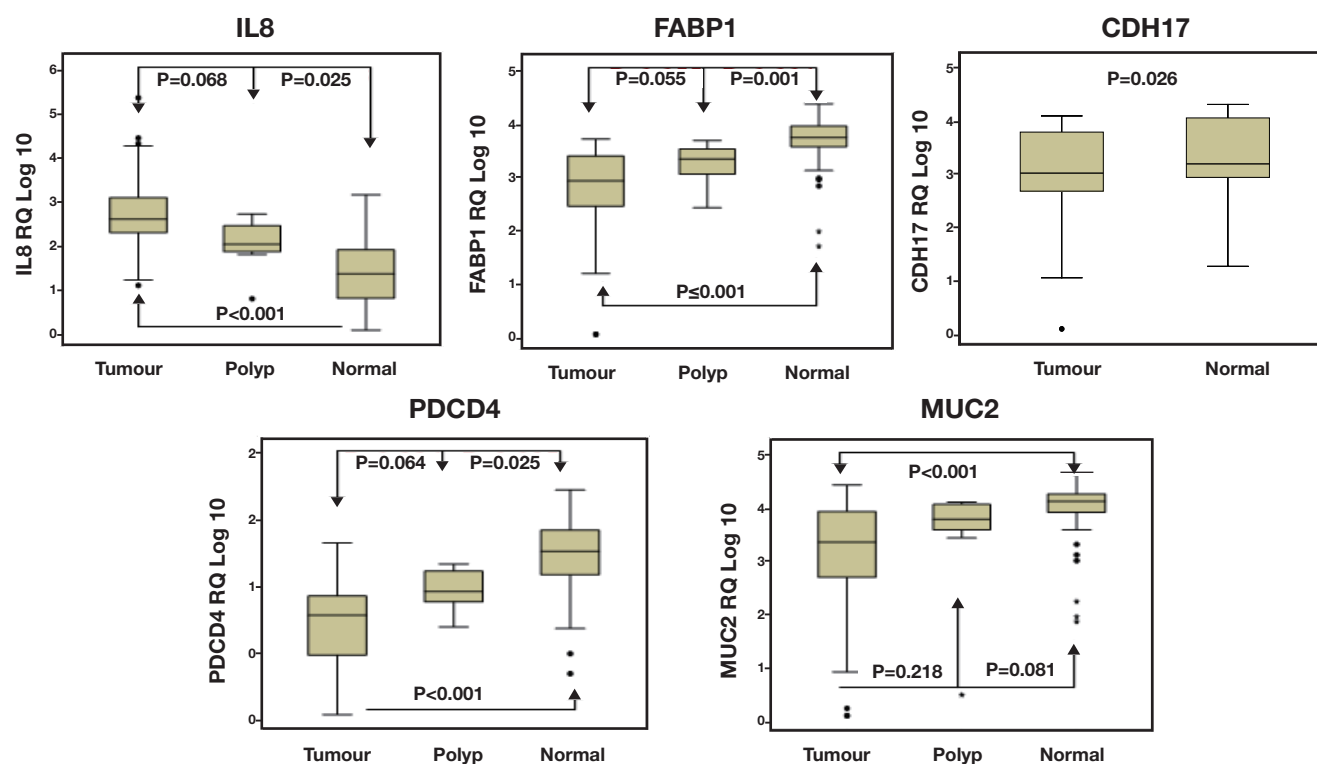 IL8
FABP1
CDH17
IL8 RQ Log 10
6
5
4
3
2
1
0
P=0.068
P=0.025
P<0.001
Tumour
Polyp
Normal
FABP1 RQ Log 10
5
4
3
2
1
0
P=0.055
P=0.001
P≤0.001
Tumour
Polyp
Normal
CDH17 RQ Log 10
5
4
3
2
1
0
P=0.026
Tumour
Normal
PDCD4
MUC2
PDCD4 RQ Log 10
2
2
1
0
0
P=0.064
P=0.025
P<0.001
Tumour
Polyp
Normal
MUC2 RQ Log 10
5
4
3
2
1
0
P<0.001
P=0.218
P=0.081
Tumour
Polyp
Normal